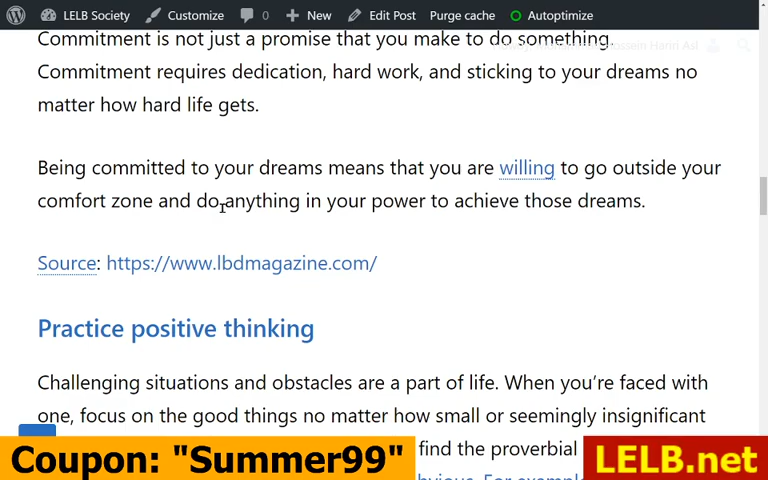 LELB Society Customize 0 New Edit Post Purge cache Autoptimize
Commitment is not just a promise that you make to do something.
Commitment requires dedication, hard work, and sticking to your dreams no
matter how hard life gets.
Being committed to your dreams means that you are willing to go outside your
comfort zone and do anything in your power to achieve those dreams.
Source: https://www.lbdmagazine.com/
Practice positive thinking
Challenging situations and obstacles are a part of life. When you're faced with
one, focus on the good things no matter how small or seemingly insignificant
find the proverbial
For example
Coupon: "Summer99"
LELB.net